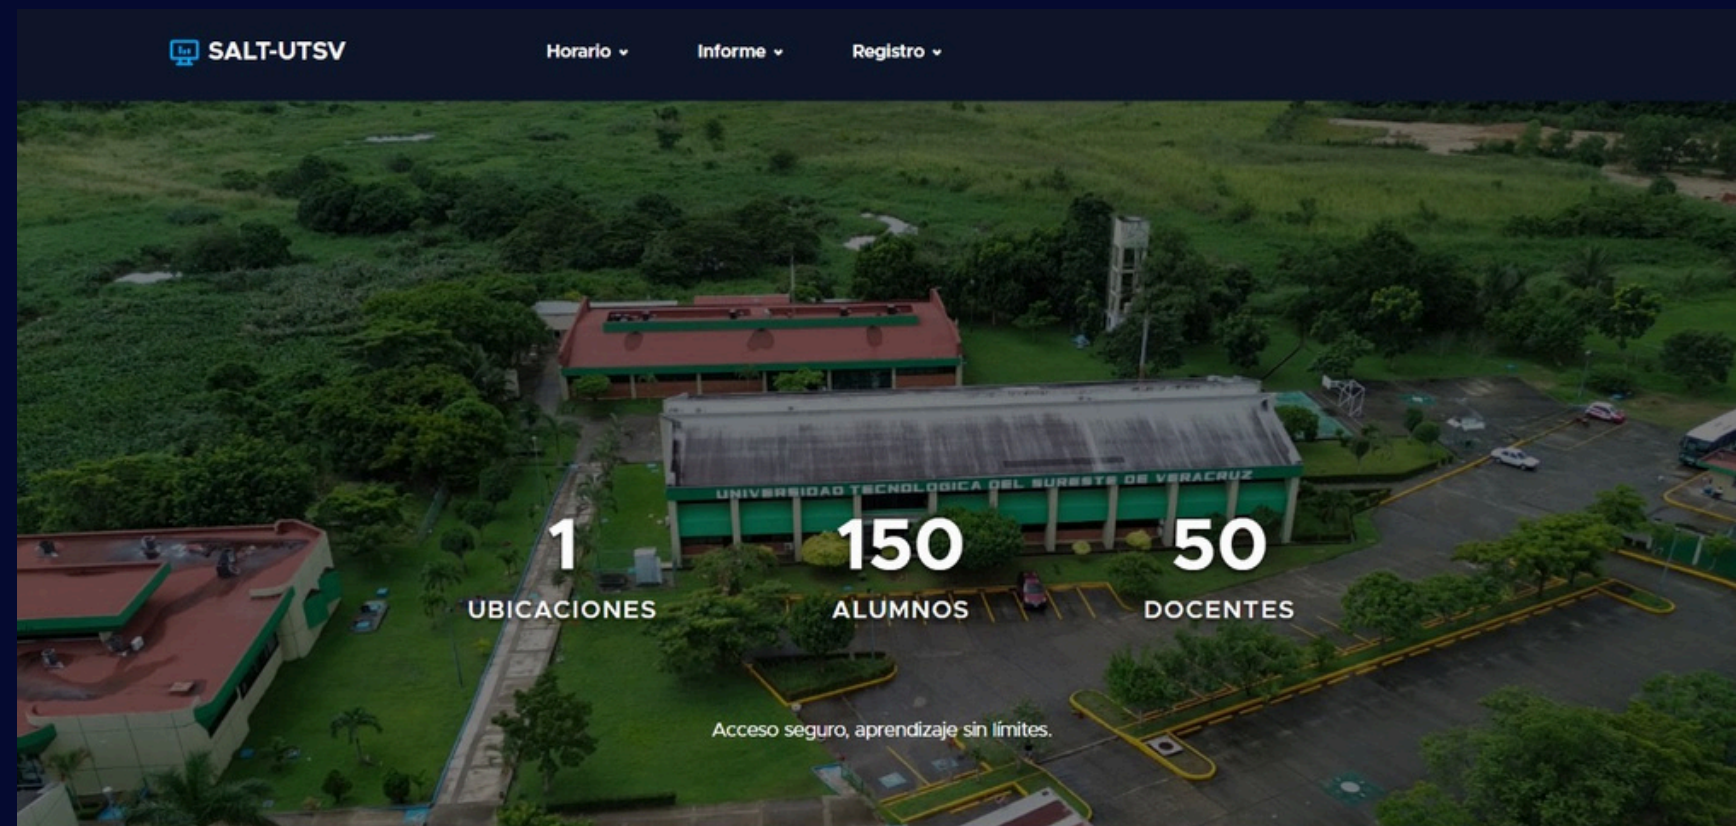 SALT-UTSV
Horario
Informe
Registro
UNIVERSIDAD TECNOLOGICA DEL SURESTE DE VERACRUZ
1
150
50
UBICACIONES
ALUMNOS
DOCENTES
Acceso seguro, aprendizaje sin límites.